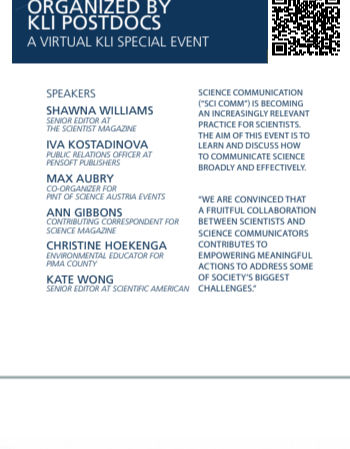 ORGANIZED BY
KLI POSTDOCS
A VIRTUAL KLI SPECIAL EVENT
SPEAKERS
SHAWNA WILLIAMS
SENIOR EDITOR AT
THE SCIENTIST MAGAZINE
IVA KOSTADINOVA
PUBLIC RELATIONS OFFICER AT
PENSOFT PUBLISHERS
MAX AUBRY
CO-ORGANIZER FOR
PINT OF SCIENCE AUSTRIA EVENTS
ANN GIBBONS
CONTRIBUTING CORRESPONDENT FOR
SCIENCE MAGAZINE
CHRISTINE HOEKENGA
ENVIRONMENTAL EDUCATOR FOR
PIMA COUNTY
KATE WONG
SENIOR EDITOR AT SCIENTIFIC AMERICAN
SCIENCE COMMUNICATION
("SCI COMM") IS BECOMING
AN INCREASINGLY RELEVANT
PRACTICE FOR SCIENTISTS.
THE AIM OF THIS EVENT IS TO
LEARN AND DISCUSS HOW
TO COMMUNICATE SCIENCE
BROADLY AND EFFECTIVELY.
"WE ARE CONVINCED THAT
A FRUITFUL COLLABORATION
BETWEEN SCIENTISTS AND
SCIENCE COMMUNICATORS
CONTRIBUTES TO
EMPOWERING MEANINGFUL
ACTIONS TO ADDRESS SOME
OF SOCIETY'S BIGGEST
CHALLENGES."